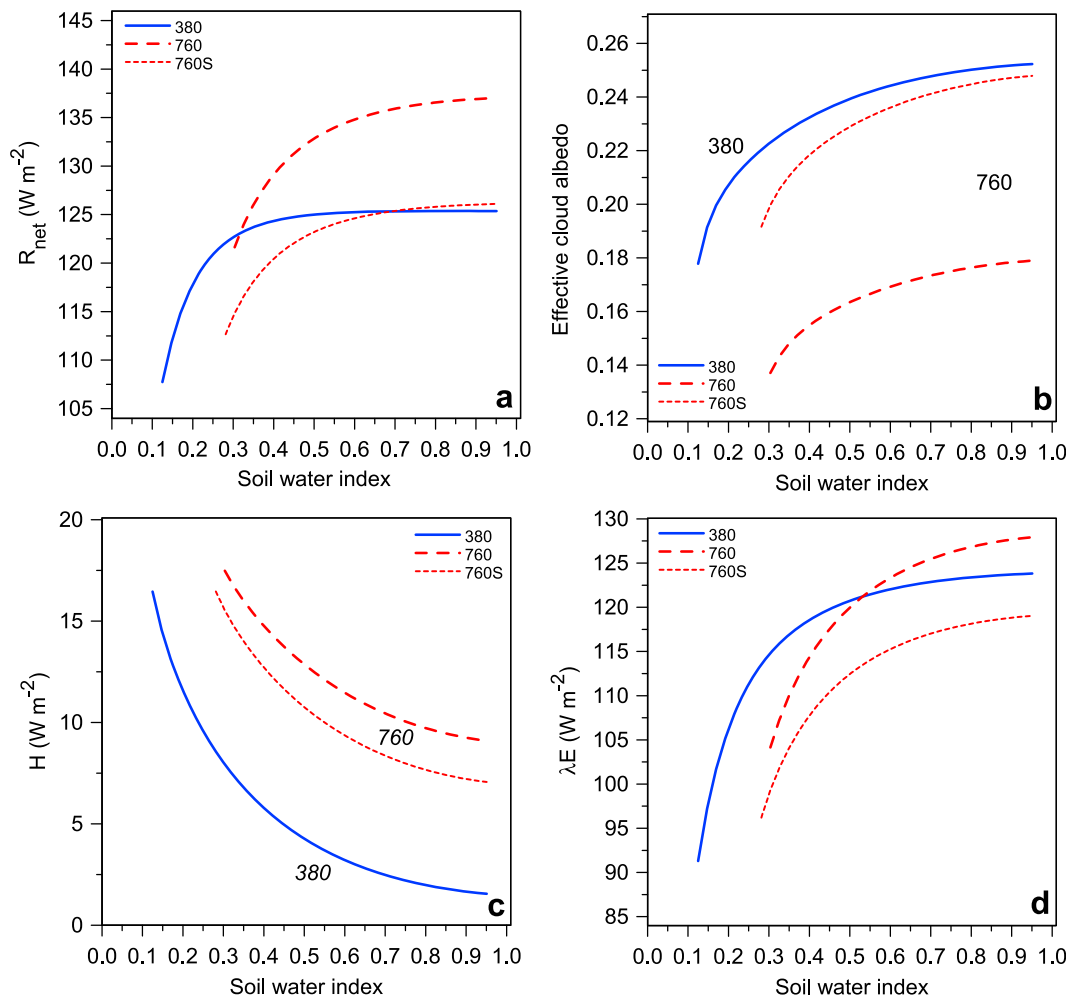 145
140
135
130
125
120
115
110
105
R_net (W m⁻²)
380
760
760S
a
0.0 0.1 0.2 0.3 0.4 0.5 0.6 0.7 0.8 0.9 1.0
Soil water index
0.26
0.24
0.22
0.20
0.18
0.16
0.14
0.12
Effective cloud albedo
380
760
380
760
760S
b
0.0 0.1 0.2 0.3 0.4 0.5 0.6 0.7 0.8 0.9 1.0
Soil water index
20
15
10
5
0
H (W m⁻²)
380
760
760S
760
380
c
0.0 0.1 0.2 0.3 0.4 0.5 0.6 0.7 0.8 0.9 1.0
Soil water index
130
125
120
115
110
105
100
95
90
85
λE (W m⁻²)
380
760
760S
d
0.0 0.1 0.2 0.3 0.4 0.5 0.6 0.7 0.8 0.9 1.0
Soil water index